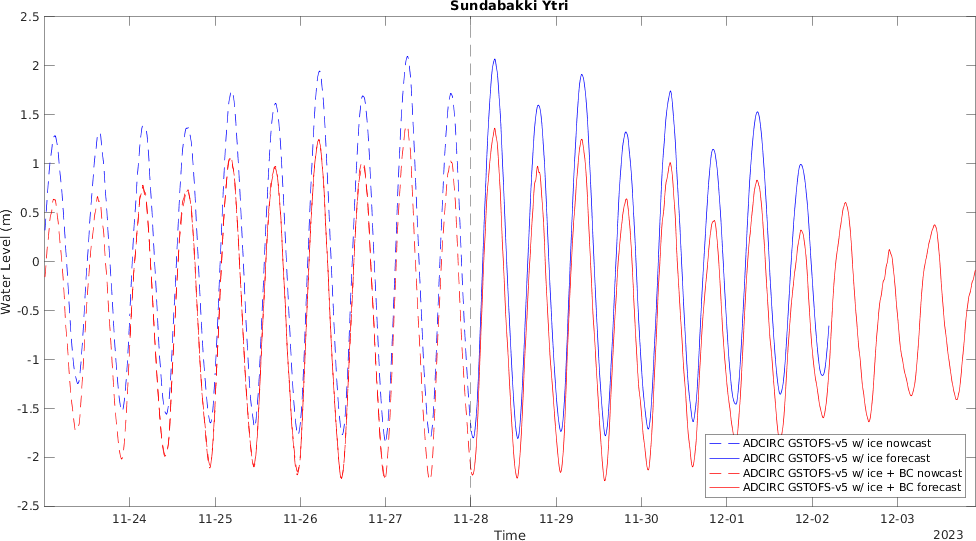 Sundabakki Ytri
2.5
2
1.5
1
0.5
0
-0.5
-1
-1.5
-2
-2.5
Water Level (m)
ADCIRC GSTOFS-v5 w/ ice nowcast
ADCIRC GSTOFS-v5 w/ ice forecast
ADCIRC GSTOFS-v5 w/ ice + BC nowcast
ADCIRC GSTOFS-v5 w/ ice + BC forecast
11-24 11-25 11-26 11-27 11-28 11-29 11-30 12-01 12-02 12-03
Time
2023